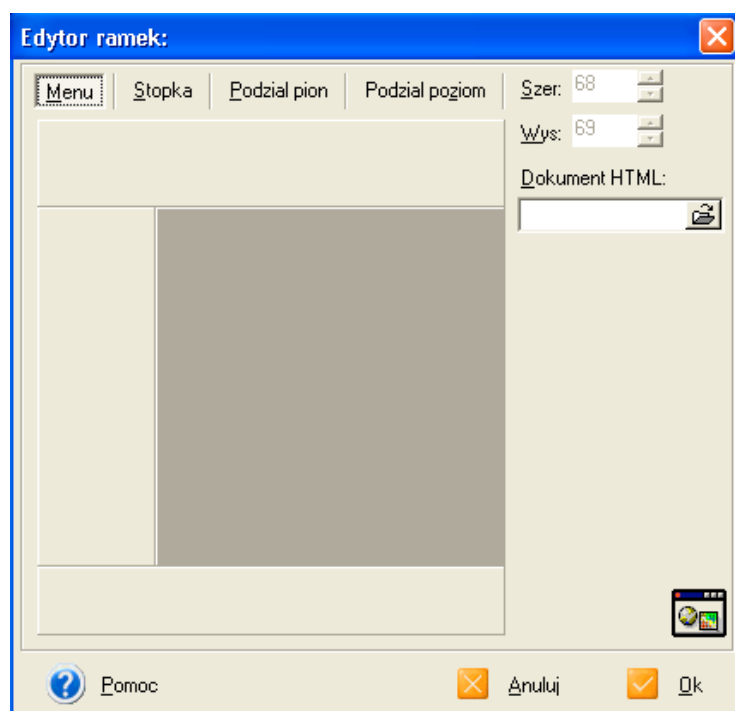 Edytor ramek:
Menu Stopka Podzial pion Podzial poziom
Szer: 68
Wys: 69
Dokument HTML:
Pomoc Anuluj Ok